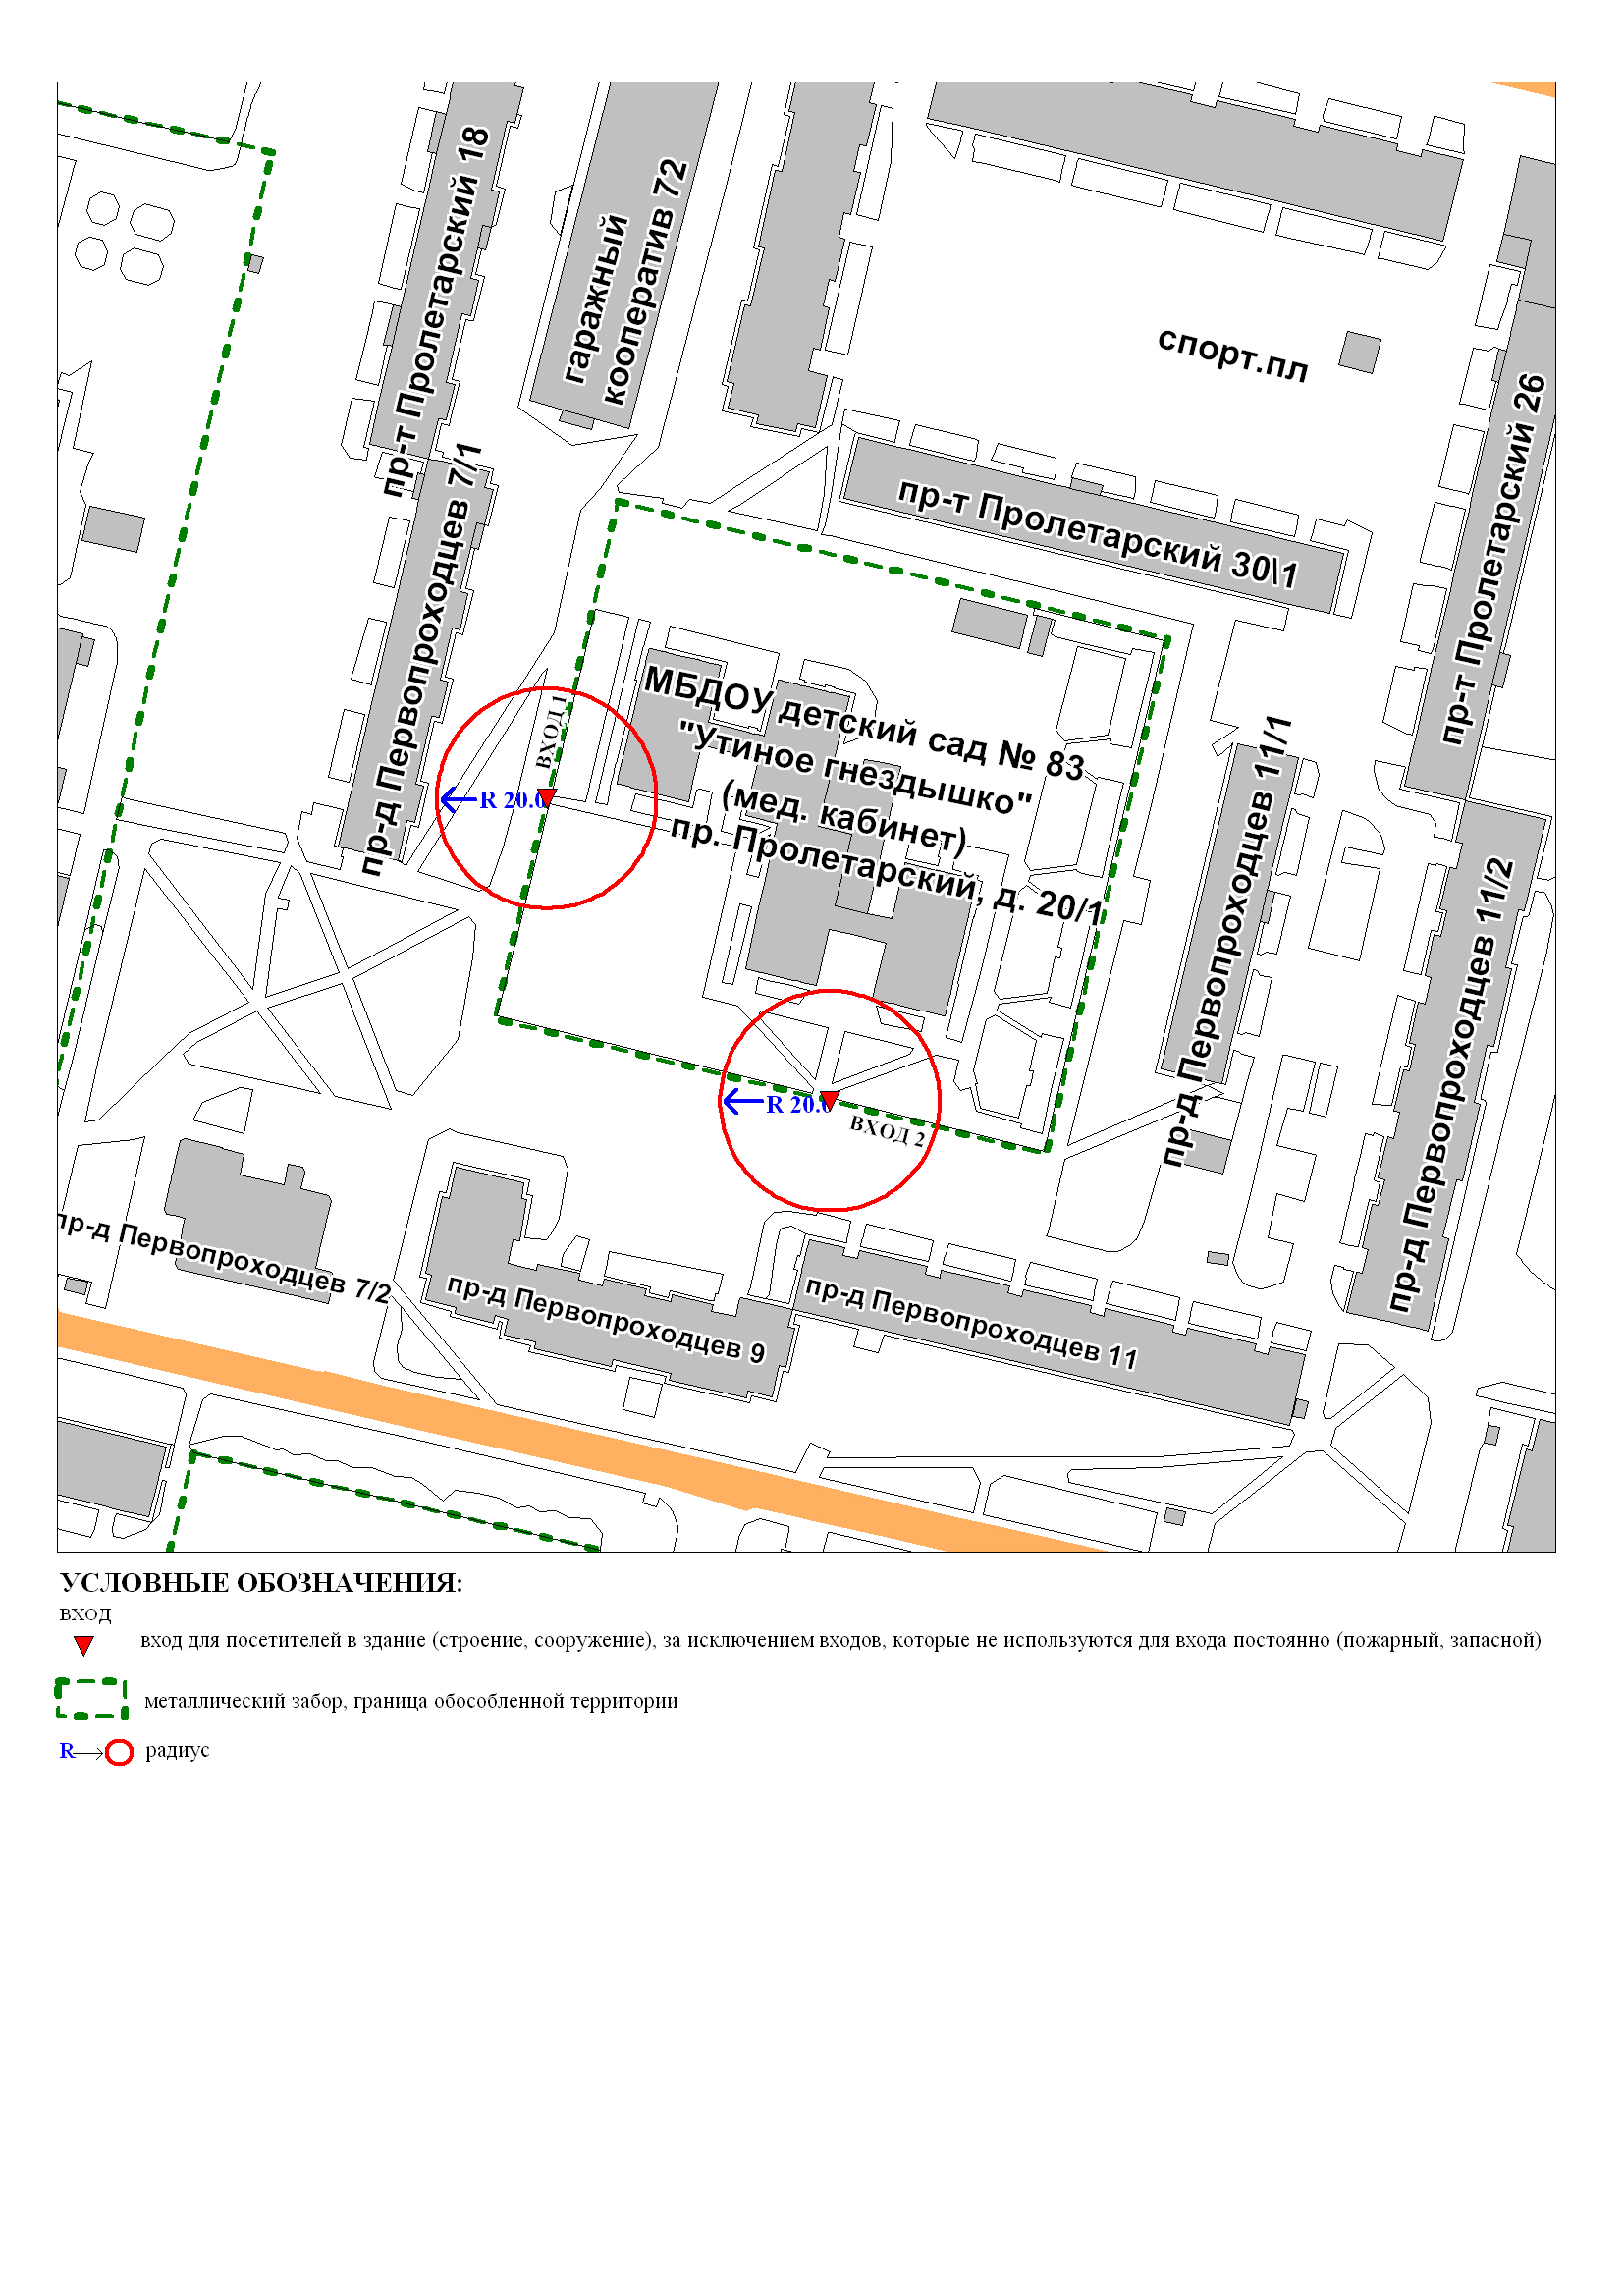 пр-т Пролетарский 18
гаражный
кооператив 72
спорт.пл
пр-т Пролетарский 26
пр-д Первопроходцев 7/1
пр-т Пролетарский 30\1
МБДОУ детский сад № 83
"Утиное гнездышко"
(мед. кабинет)
пр. Пролетарский, д. 20/1
ВХОД 1
R 20.0
пр-д Первопроходцев 11/1
пр-д Первопроходцев 11/2
R 20.0
ВХОД 2
пр-д Первопроходцев 7/2
пр-д Первопроходцев 9
пр-д Первопроходцев 11
УСЛОВНЫЕ ОБОЗНАЧЕНИЯ:
ВХОД
вход для посетителей в здание (строение, сооружение), за исключением входов, которые не используются для входа постоянно (пожарный, запасной)
металлический забор, граница обособленной территории
R
радиус